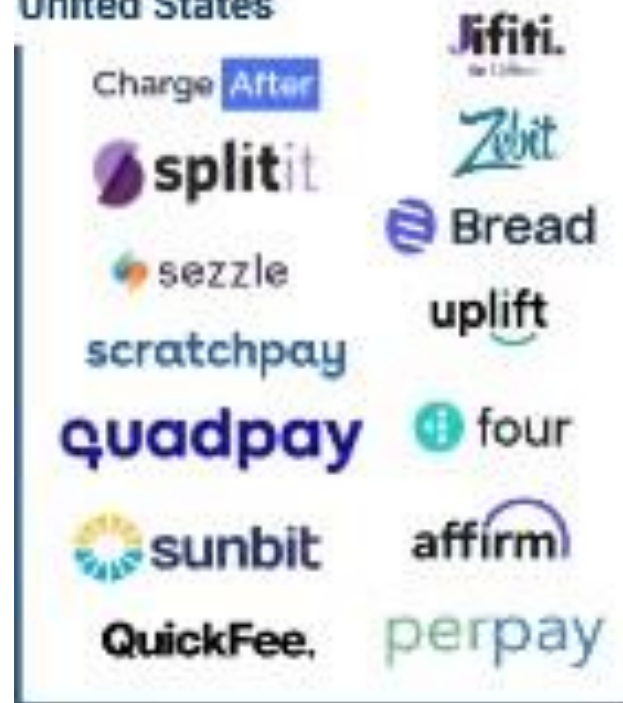 United States
Charge After
splitit
sezzle
scratchpay
quadpay
sunbit
QuickFee.
Jifiti.
Zebit
Bread
uplift
four
affirm
perpay